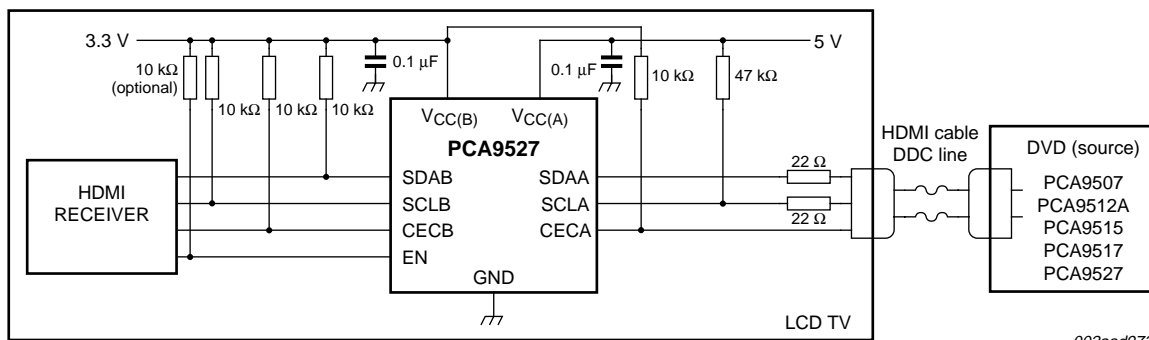 3.3 V
5 V
10 kΩ
(optional)
10 kΩ
10 kΩ
10 kΩ
0.1 μF
0.1 μF
10 kΩ
47 kΩ
VCC(B)
VCC(A)
PCA9527
HDMI
RECEIVER
SDAB
SCLB
CECB
EN
SDAA
SCLA
CECA
GND
22 Ω
22 Ω
HDMI cable
DDC line
DVD (source)
PCA9507
PCA9512A
PCA9515
PCA9517
PCA9527
LCD TV